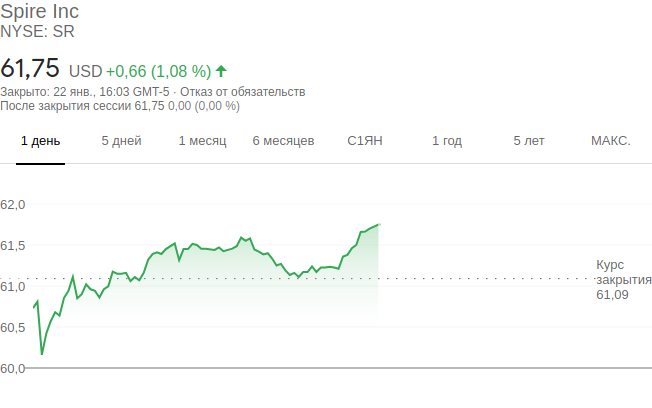 Spire Inc
NYSE: SR
61,75 USD +0,66 (1,08 %)
Закрыто: 22 янв., 16:03 GMT-5 · Отказ от обязательств
После закрытия сессии 61,75 0,00 (0,00 %)
1 день 5 дней 1 месяц 6 месяцев С1ЯН 1 год 5 лет МАКС.
62,0
61,5
61,0
60,5
60,0
Курс
закрытия
61,09